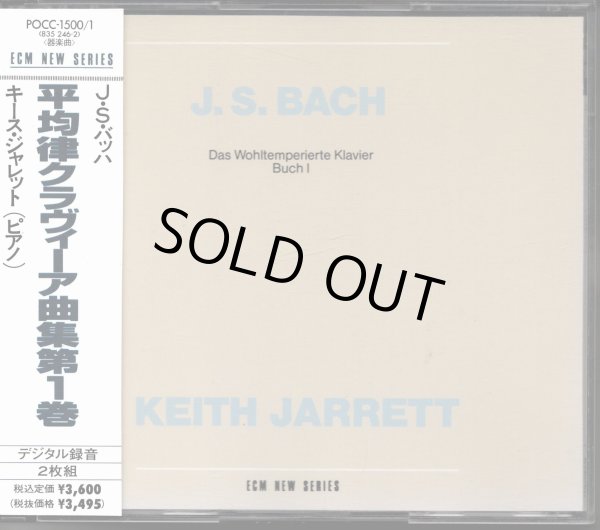 POCC-1500/1
(835 246-2)
〈器楽曲〉
ECM NEW SERIES
J・S・バッハ
平均律クラヴィーア曲集第1巻
キース・ジャレット(ピアノ)
デジタル録音
2枚組
税込定価 ¥3,600
(税抜価格 ¥3,495)
J. S. BACH
Das Wohltemperierte Klavier
Buch I
SOLD OUT
KEITH JARRETT
ECM NEW SERIES